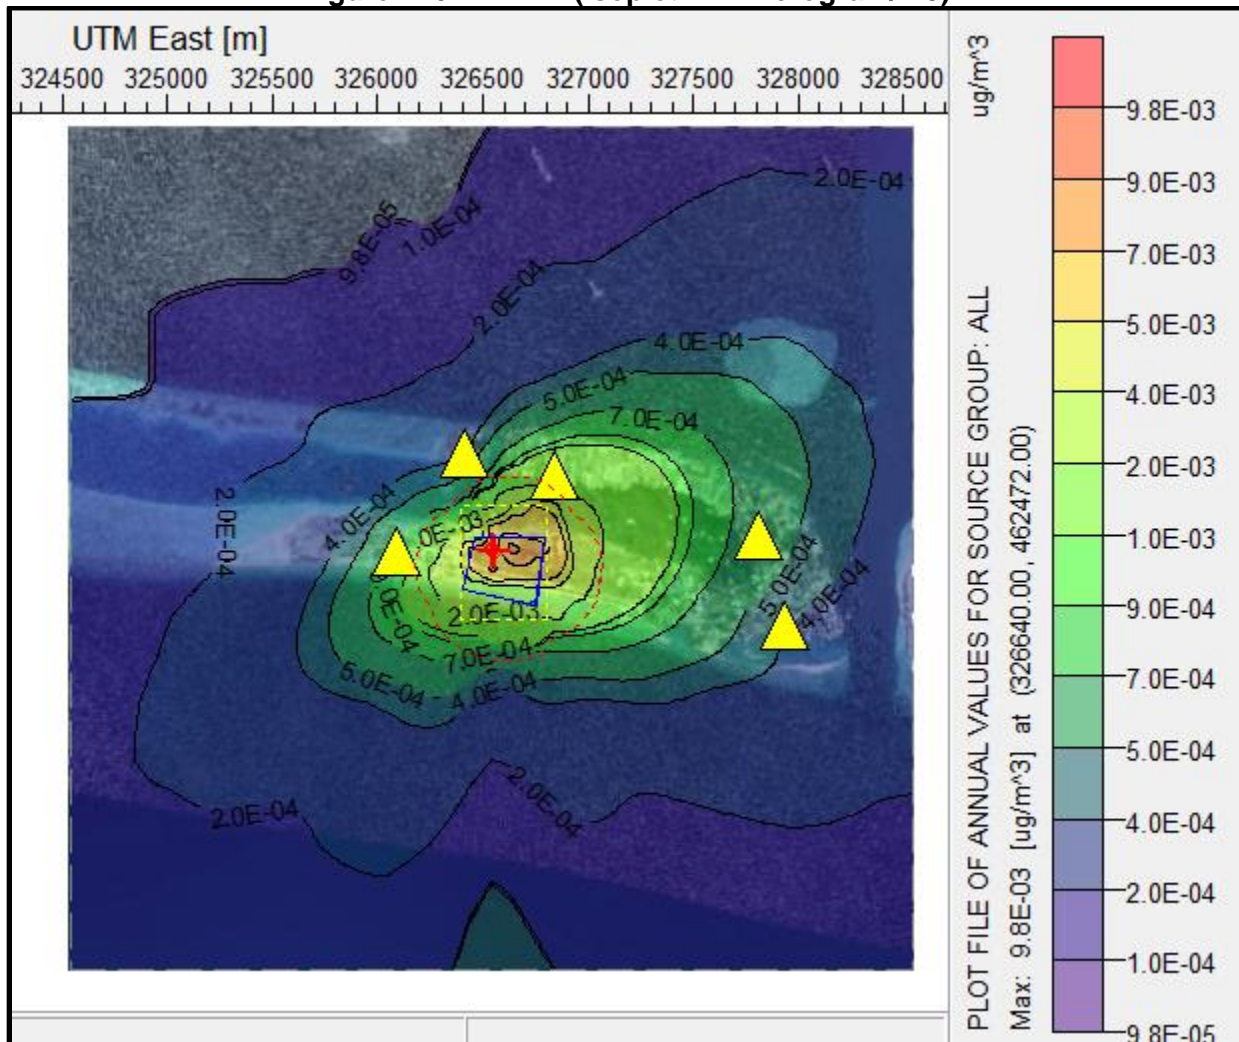 UTM East [m]
324500 325000 325500 326000 326500 327000 327500 328000 328500
2.0E-04
9.8E-05
1.0E-04
2.0E-04
4.0E-04
5.0E-04
7.0E-04
2.0E-04
4.0E-04
0E-03
5.0E-04
4.0E-04
0E-04
2.0E-03
7.0E-04
5.0E-04
4.0E-04
2.0E-04
2.0E-04
PLOT FILE OF ANNUAL VALUES FOR SOURCE GROUP: ALL
ug/m^3
Max: 9.8E-03 [ug/m^3] at (326640.00, 462472.00)
9.8E-03
9.0E-03
7.0E-03
5.0E-03
4.0E-03
2.0E-03
1.0E-03
9.0E-04
7.0E-04
5.0E-04
4.0E-04
2.0E-04
1.0E-04
9.8E-05